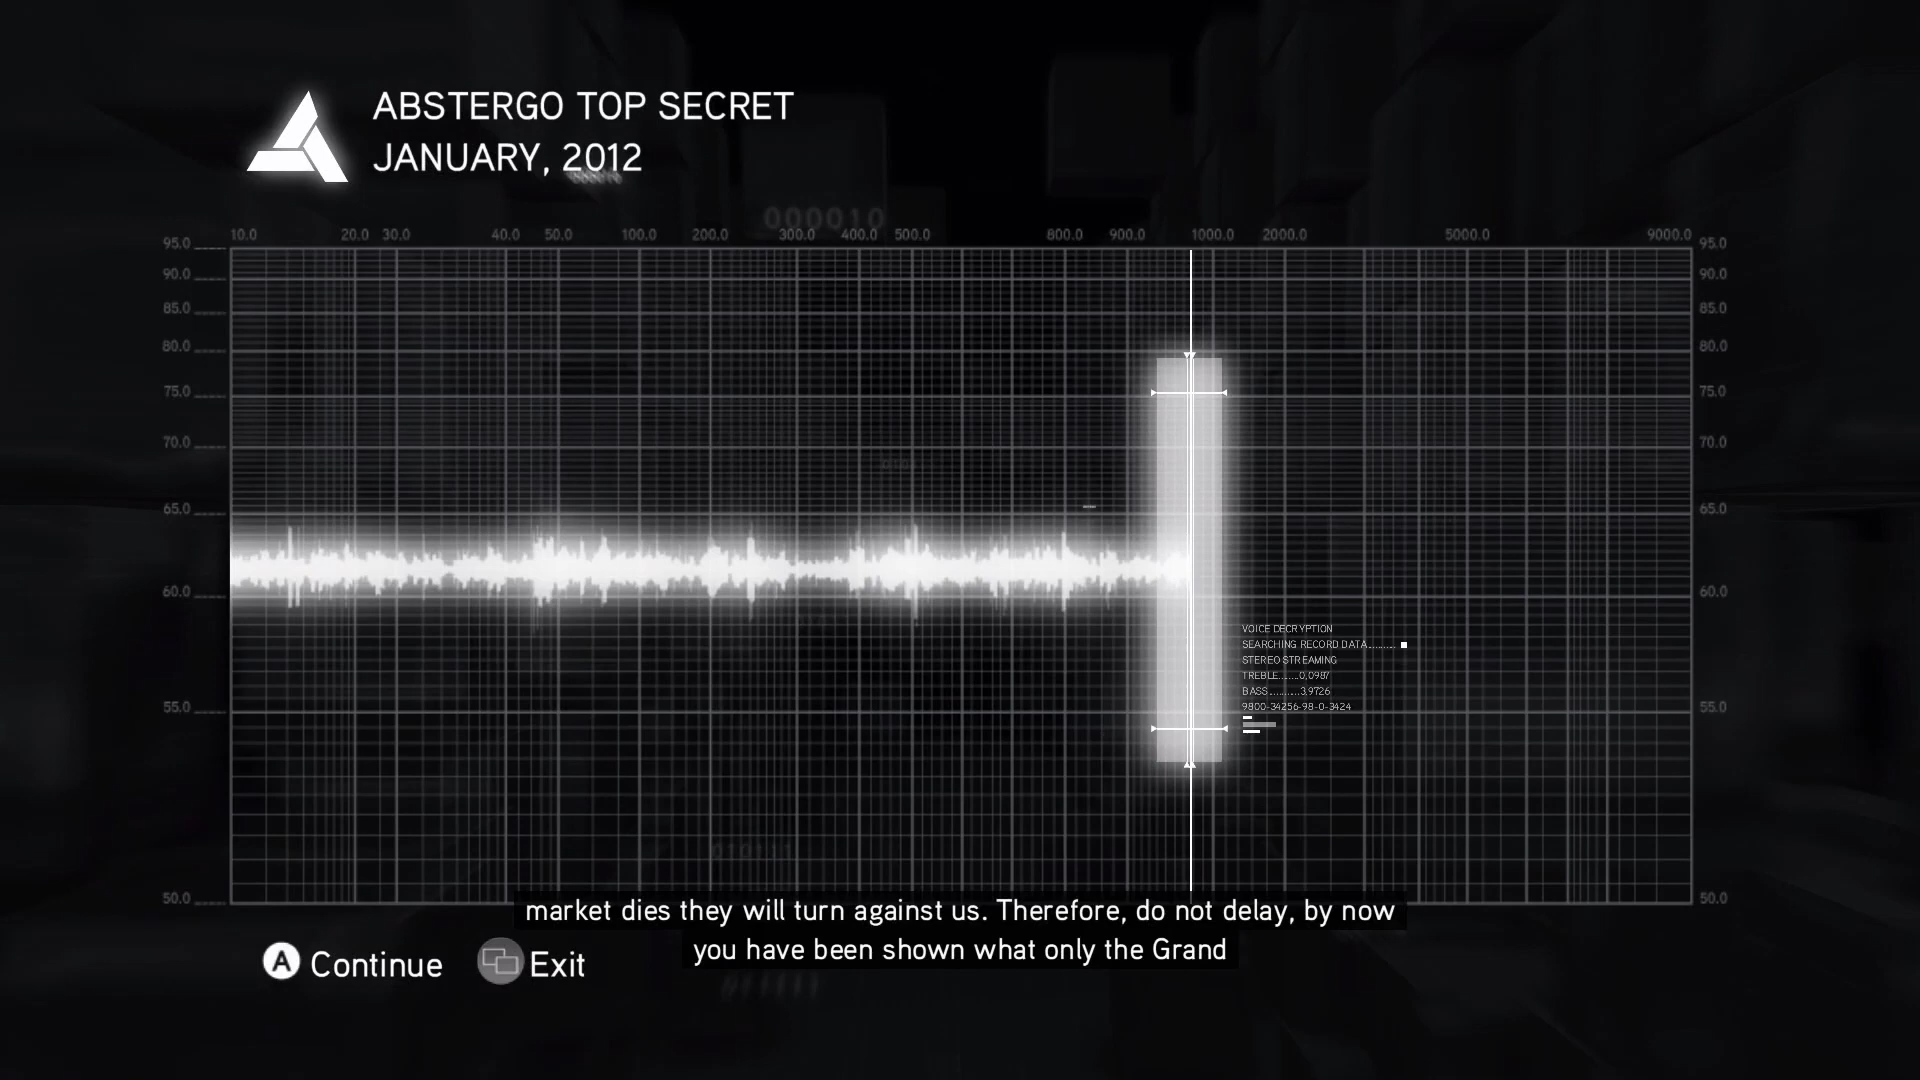 ABSTERGO TOP SECRET
JANUARY, 2012
000010
10.0 20.0 30.0 40.0 50.0 100.0 200.0 300.0 400.0 500.0 800.0 900.0 1000.0 2000.0 5000.0 9000.0
95.0 95.0
90.0 90.0
85.0 85.0
80.0 80.0
75.0 75.0
70.0 70.0
65.0 65.0
60.0 60.0
VOICE DECRYPTION
SEARCHING RECORD DATA..........
STEREO STREAMING
TREBLE.......0,0987
BASS..........3,9726
9800-34256-98-0-3424
55.0 55.0
010111
50.0 50.0
market dies they will turn against us. Therefore, do not delay, by now
you have been shown what only the Grand
A Continue Exit